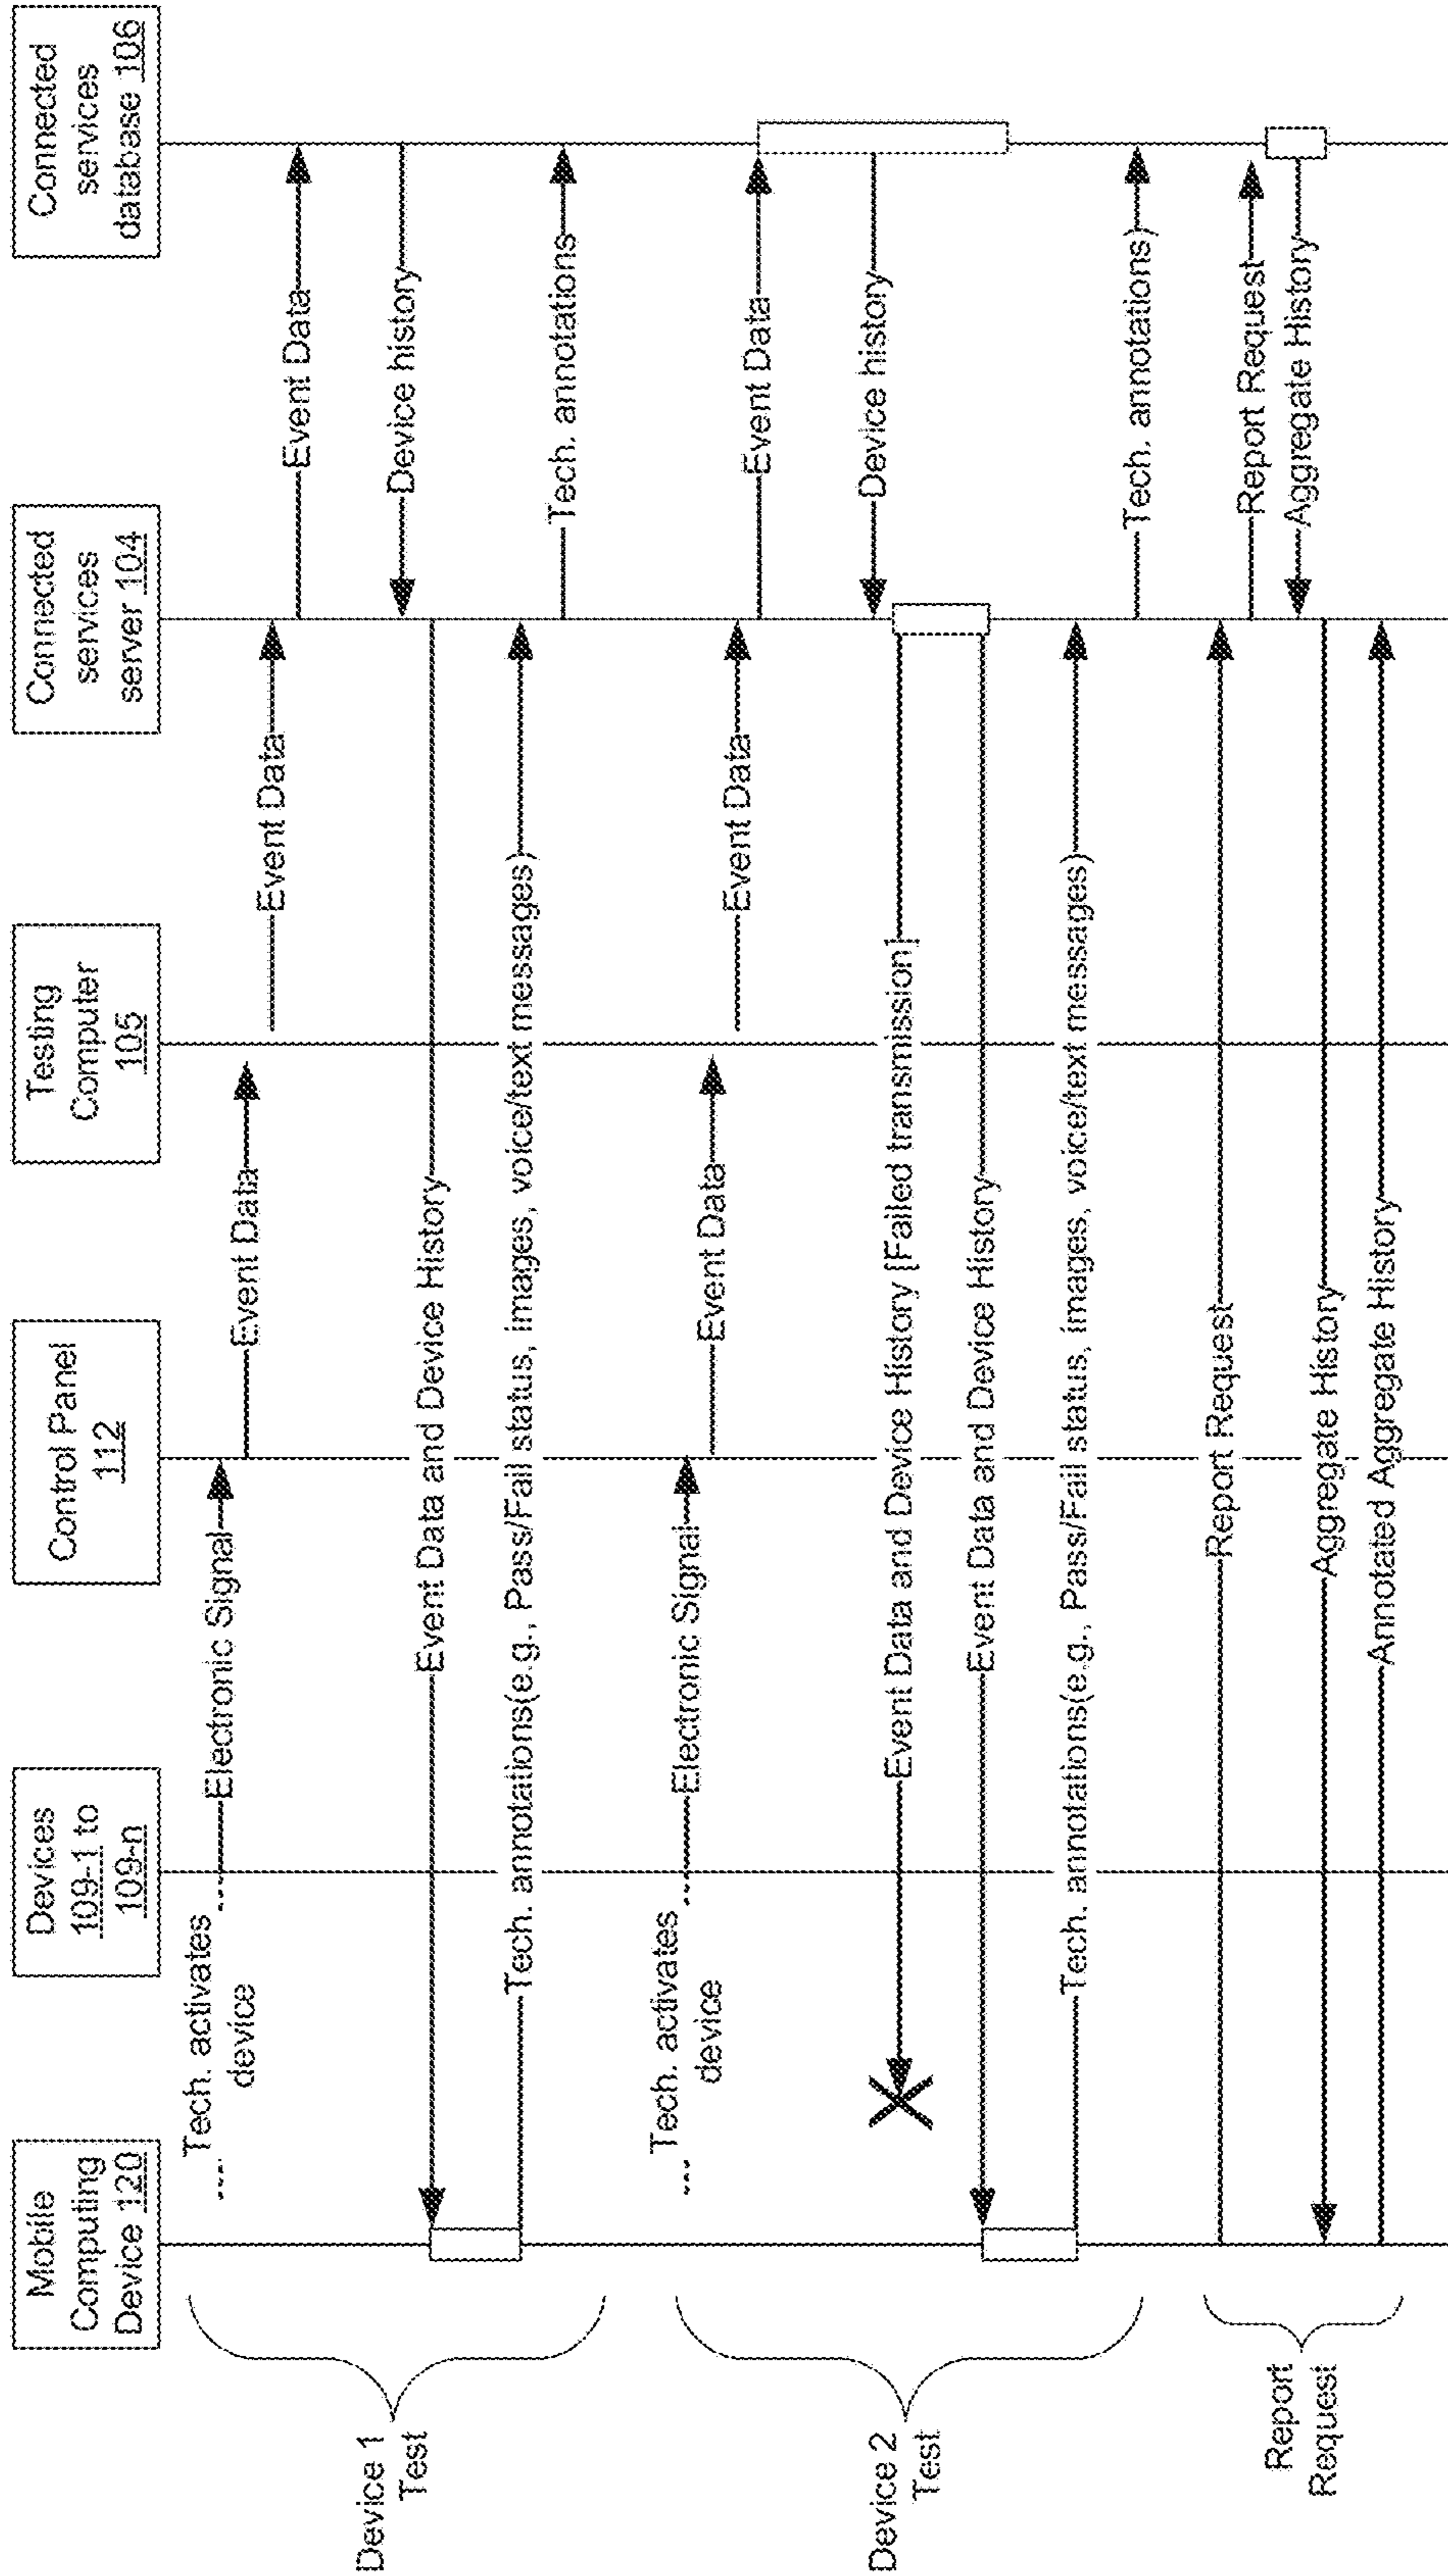 Mobile
Computing
Device 120
Devices
109-1 to
109-n
Control Panel
112
Testing
Computer
105
Connected
services
server 104
Connected
services
database 106
Device 1
Test
Tech. activates
device
Electronic Signal
Event Data
Event Data
Event Data
Device history
Event Data and Device History
Tech. annotations(e.g., Pass/Fail status, images, voice/text messages)
Tech. annotations
Device 2
Test
Tech. activates
device
Electronic Signal
Event Data
Event Data
Event Data
Device history
Event Data and Device History [Failed transmission]
Event Data and Device History
Tech. annotations(e.g., Pass/Fail status, images, voice/text messages)
Tech. annotations)
Report
Request
Report Request
Report Request
Aggregate History
Aggregate History
Annotated Aggregate History